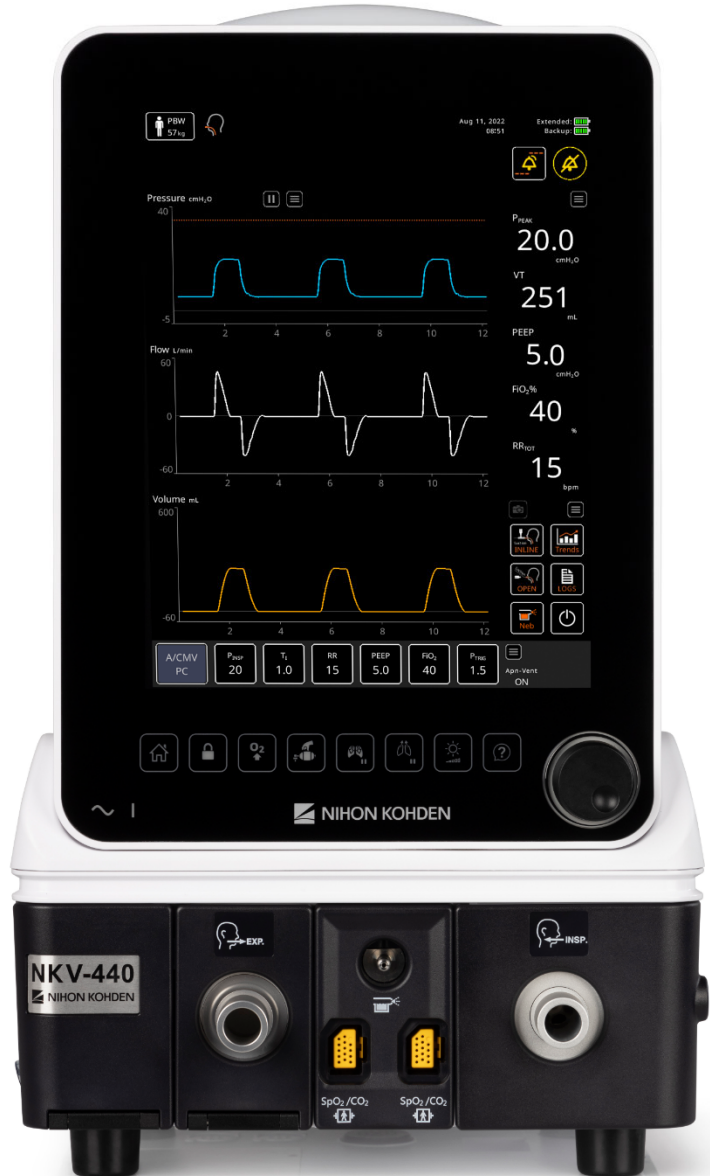 PBW
57 kg
Aug 11, 2022
08:51
Extended:
Backup:
Pressure cmH₂O
40
-5
2 4 6 8 10 12
PPEAK
20.0
cmH₂O
VT
251
mL
PEEP
5.0
cmH₂O
FiO₂%
40
%
RRTOT
15
bpm
Flow L/min
60
0
-60
2 4 6 8 10 12
Volume mL
600
-60
2 4 6 8 10 12
INLINE
Trends
OPEN
LOGS
Neb
A/CMV
PC
PINSP
20
TI
1.0
RR
15
PEEP
5.0
FiO₂
40
PTRIG
1.5
Apn-Vent
ON
O₂
?
NIHON KOHDEN
NKV-440
NIHON KOHDEN
EXP.
INSP.
SpO₂/CO₂
SpO₂/CO₂